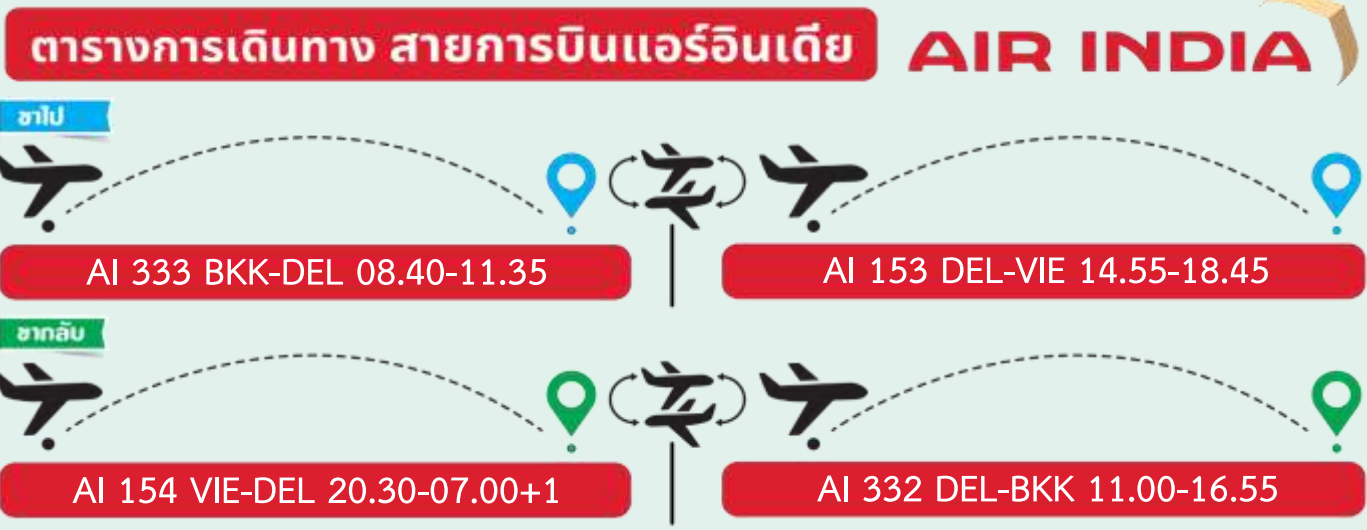 ตารางการเดินทาง สายการบินแอร์อินเดีย
AIR INDIA
ขาไป
AI 333 BKK-DEL 08.40-11.35
AI 153 DEL-VIE 14.55-18.45
ขากลับ
AI 154 VIE-DEL 20.30-07.00+1
AI 332 DEL-BKK 11.00-16.55